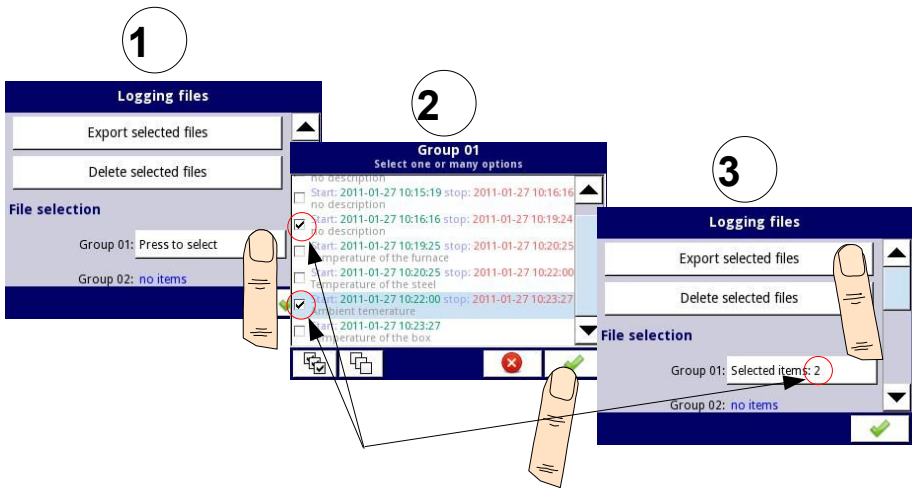 1
Logging files
Export selected files
Delete selected files
File selection
Group 01: Press to select
Group 02: no items
2
Group 01
Select one or many options
no description
Start: 2011-01-27 10:15:19 stop: 2011-01-27 10:16:16
no description
Start: 2011-01-27 10:16:16 stop: 2011-01-27 10:19:24
no description
Start: 2011-01-27 10:19:25 stop: 2011-01-27 10:20:25
Temperature of the furnace
Start: 2011-01-27 10:20:25 stop: 2011-01-27 10:22:00
Temperature of the steel
Start: 2011-01-27 10:22:00 stop: 2011-01-27 10:23:27
Ambient temerature
Start: 2011-01-27 10:23:27
Temperature of the box
3
Logging files
Export selected files
Delete selected files
File selection
Group 01: Selected items: 2
Group 02: no items